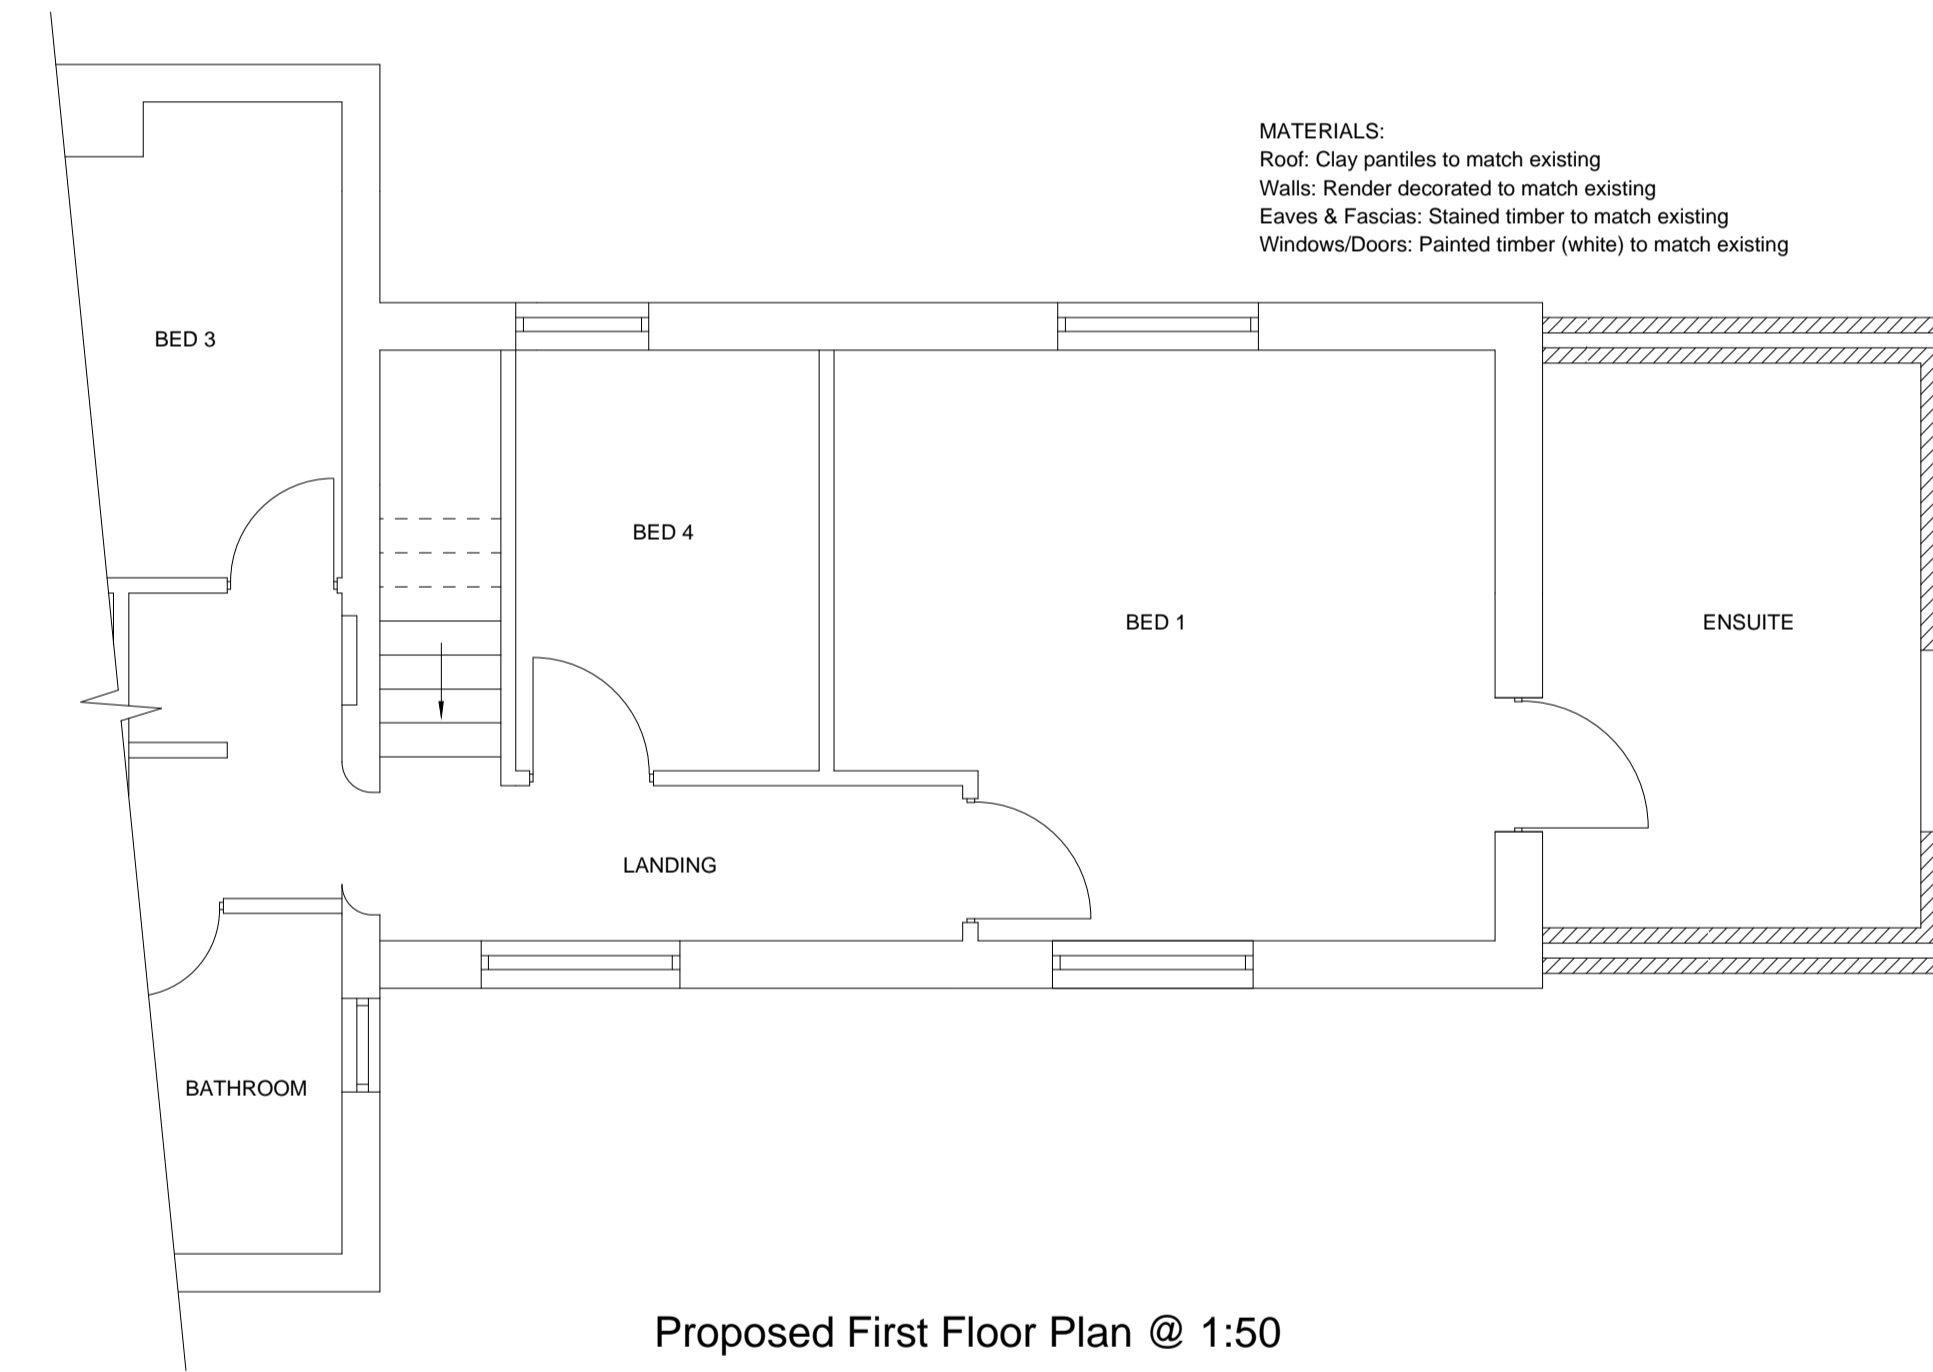 MATERIALS:
Roof: Clay pantiles to match existing
Walls: Render decorated to match existing
Eaves & Fascias: Stained timber to match existing
Windows/Doors: Painted timber (white) to match existing
BED 3
BED 4
BED 1
ENSUITE
LANDING
BATHROOM
Proposed First Floor Plan @ 1:50